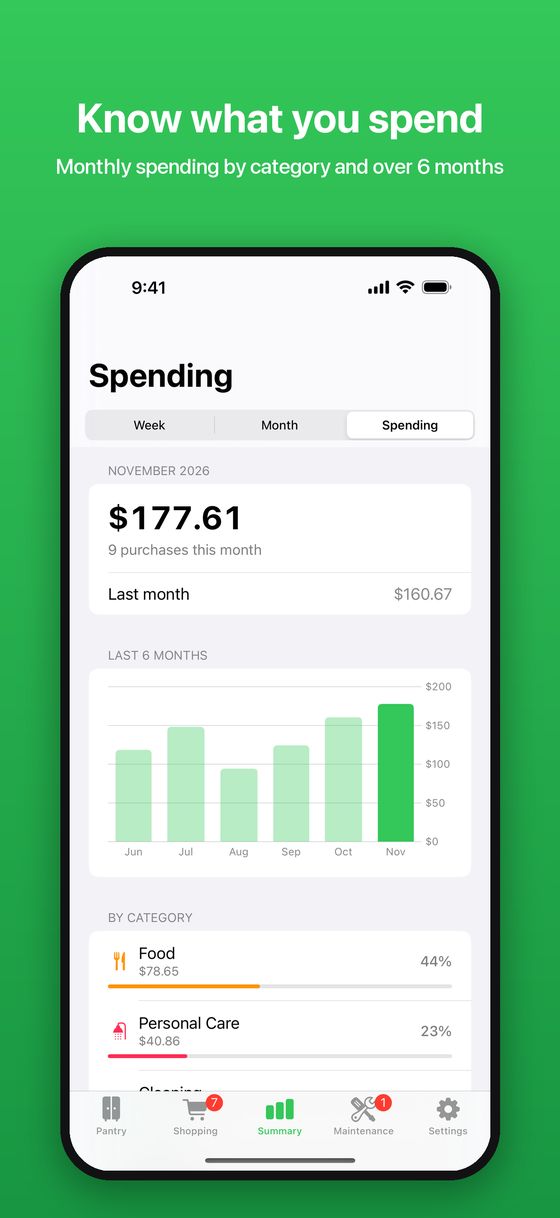 Know what you spend
Monthly spending by category and over 6 months
9:41
Spending
Week Month Spending
NOVEMBER 2026
$177.61
9 purchases this month
Last month $160.67
LAST 6 MONTHS
$200
$150
$100
$50
$0
Jun Jul Aug Sep Oct Nov
BY CATEGORY
Food
$78.65
44%
Personal Care
$40.86
23%
Cleaning
7 1
Pantry Shopping Summary Maintenance Settings